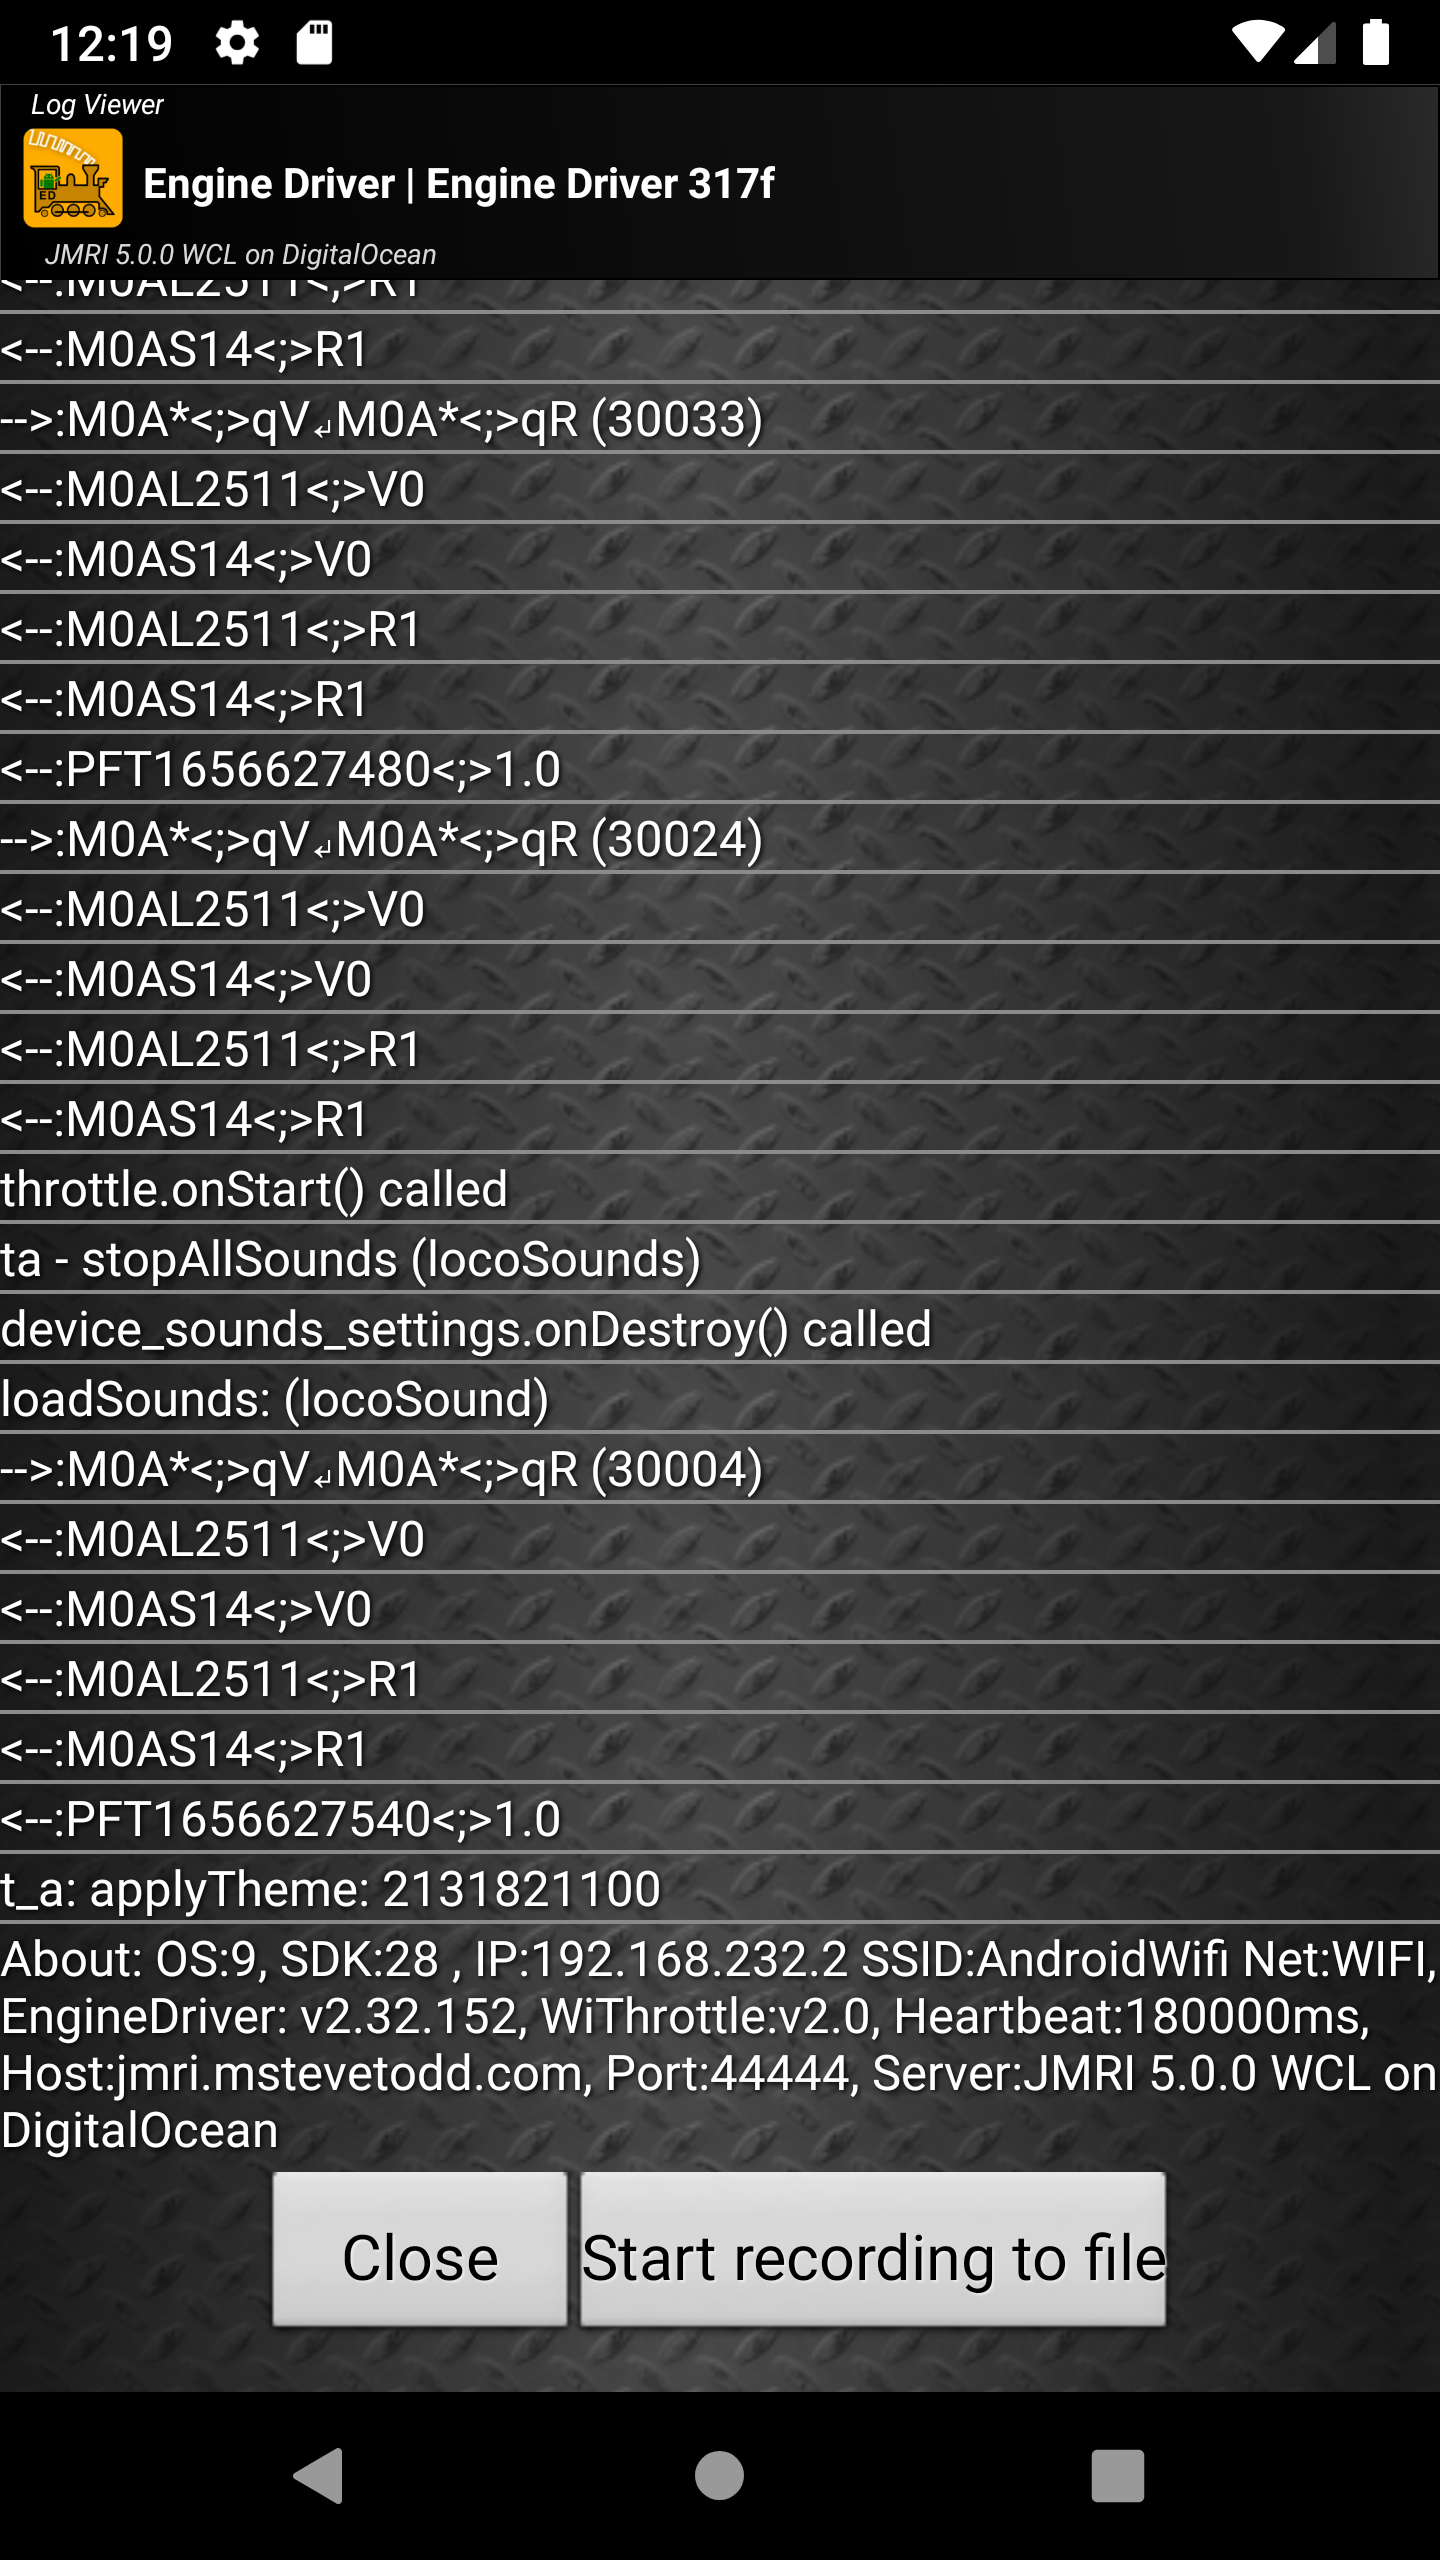 12:19
Log Viewer
ED
Engine Driver | Engine Driver 317f
JMRI 5.0.0 WCL on DigitalOcean
<--:M0AL2511<;>R1
<--:M0AS14<;>R1
-->:M0A*<;>qV↲M0A*<;>qR (30033)
<--:M0AL2511<;>V0
<--:M0AS14<;>V0
<--:M0AL2511<;>R1
<--:M0AS14<;>R1
<--:PFT1656627480<;>1.0
-->:M0A*<;>qV↲M0A*<;>qR (30024)
<--:M0AL2511<;>V0
<--:M0AS14<;>V0
<--:M0AL2511<;>R1
<--:M0AS14<;>R1
throttle.onStart() called
ta - stopAllSounds (locoSounds)
device_sounds_settings.onDestroy() called
loadSounds: (locoSound)
-->:M0A*<;>qV↲M0A*<;>qR (30004)
<--:M0AL2511<;>V0
<--:M0AS14<;>V0
<--:M0AL2511<;>R1
<--:M0AS14<;>R1
<--:PFT1656627540<;>1.0
t_a: applyTheme: 2131821100
About: OS:9, SDK:28 , IP:192.168.232.2 SSID:AndroidWifi Net:WIFI,
EngineDriver: v2.32.152, WiThrottle:v2.0, Heartbeat:180000ms,
Host:jmri.mstevetodd.com, Port:44444, Server:JMRI 5.0.0 WCL on
DigitalOcean
Close
Start recording to file